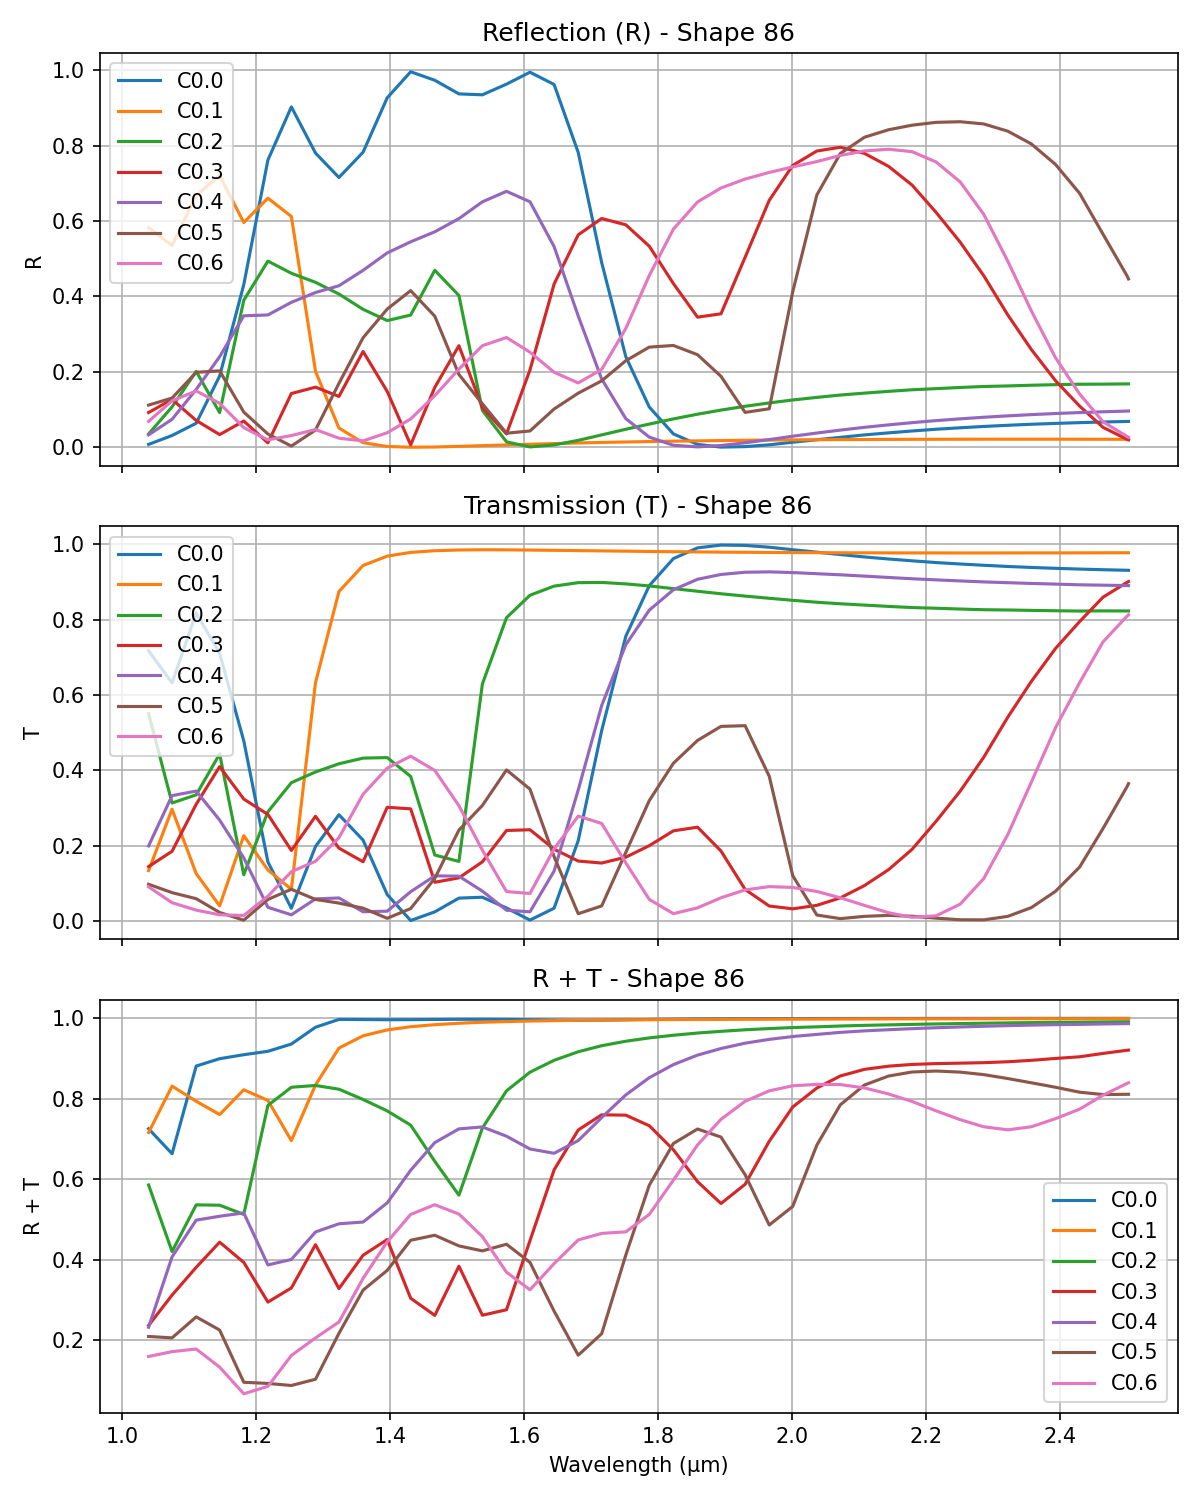 Reflection (R) - Shape 86
1.0
0.8
0.6
0.4
0.2
0.0
R
C0.0
C0.1
C0.2
C0.3
C0.4
C0.5
C0.6
Transmission (T) - Shape 86
1.0
0.8
0.6
0.4
0.2
0.0
T
C0.0
C0.1
C0.2
C0.3
C0.4
C0.5
C0.6
R + T - Shape 86
1.0
0.8
0.6
0.4
0.2
R + T
C0.0
C0.1
C0.2
C0.3
C0.4
C0.5
C0.6
1.0 1.2 1.4 1.6 1.8 2.0 2.2 2.4
Wavelength (μm)